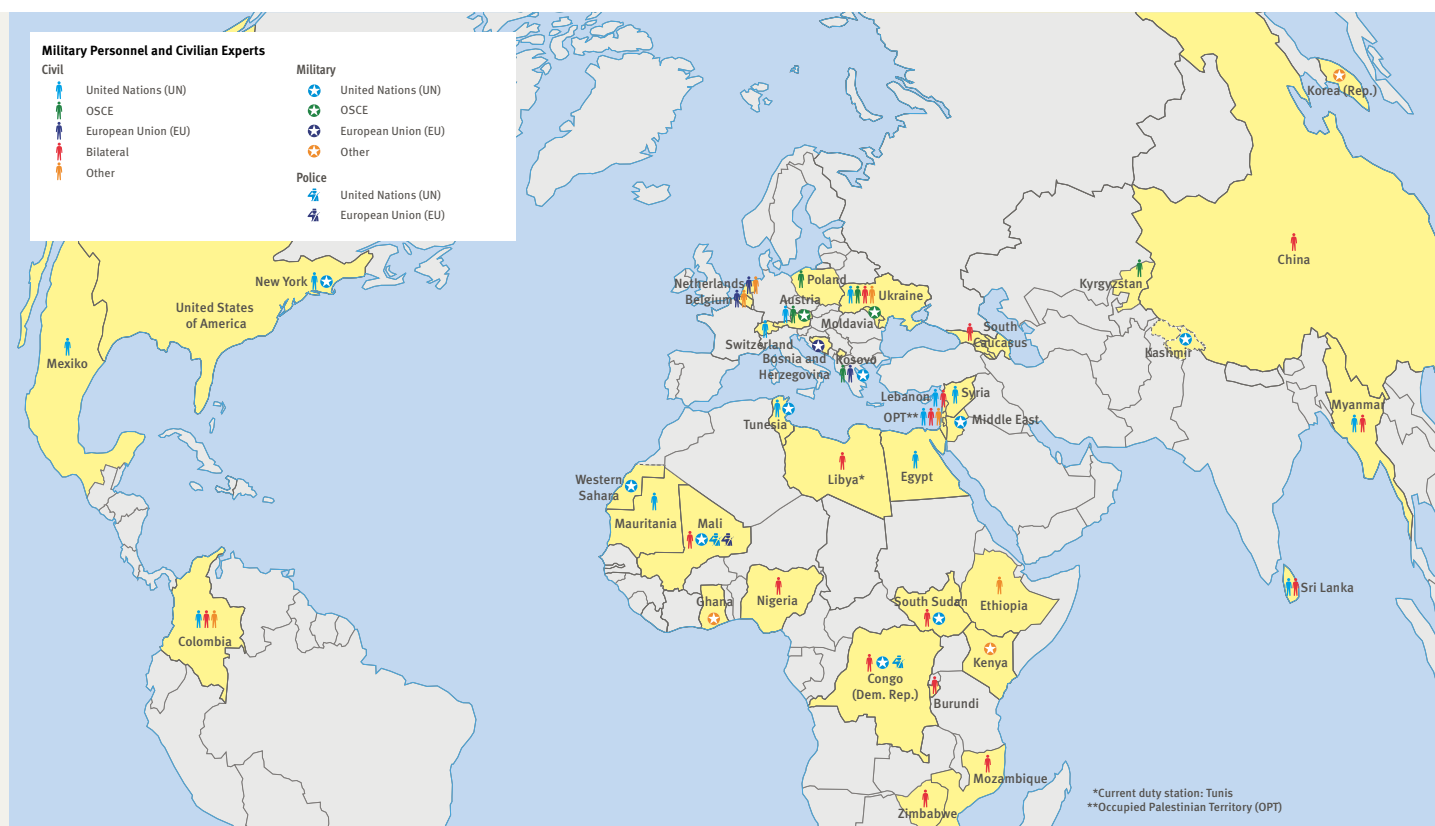 Military Personnel and Civilian Experts
Civil
United Nations (UN)
OSCE
European Union (EU)
Bilateral
Other
Military
United Nations (UN)
OSCE
European Union (EU)
Other
Police
United Nations (UN)
European Union (EU)
Korea (Rep.)
China
Kyrgyzstan
Kashmir
Myanmar
Sri Lanka
New York
United States
of America
Mexiko
Colombia
Netherlands
Belgium
Poland
Ukraine
Austria
Moldavia
Switzerland
Bosnia and
Herzegovina
Kosovo
South
Caucasus
Lebanon
Syria
OPT**
Middle East
Tunesia
Libya*
Egypt
Western
Sahara
Mauritania
Mali
Ghana
Nigeria
South Sudan
Ethiopia
Kenya
Congo
(Dem. Rep.)
Burundi
Mozambique
Zimbabwe
*Current duty station: Tunis
**Occupied Palestinian Territory (OPT)